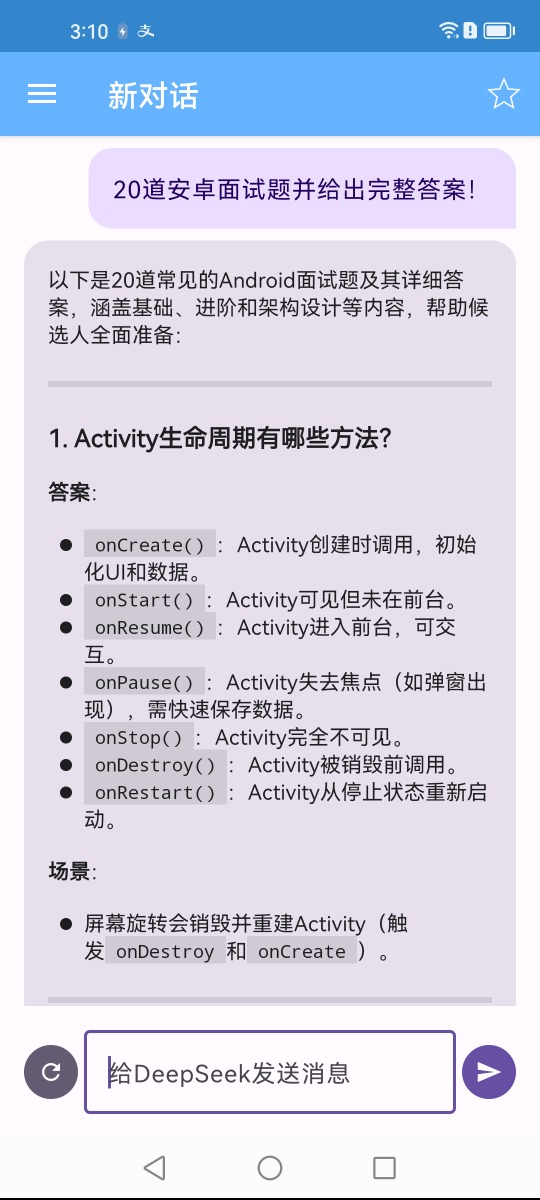 3:10 支
新对话
20道安卓面试题并给出完整答案！
以下是20道常见的Android面试题及其详细答
案，涵盖基础、进阶和架构设计等内容，帮助候
选人全面准备：
1. Activity生命周期有哪些方法？
答案：
onCreate() ：Activity创建时调用，初始
化UI和数据。
onStart() ：Activity可见但未在前台。
onResume() ：Activity进入前台，可交
互。
onPause() ：Activity失去焦点（如弹窗出
现），需快速保存数据。
onStop() ：Activity完全不可见。
onDestroy() ：Activity被销毁前调用。
onRestart() ：Activity从停止状态重新启
动。
场景：
屏幕旋转会销毁并重建Activity（触
发 onDestroy 和 onCreate ）。
给DeepSeek发送消息